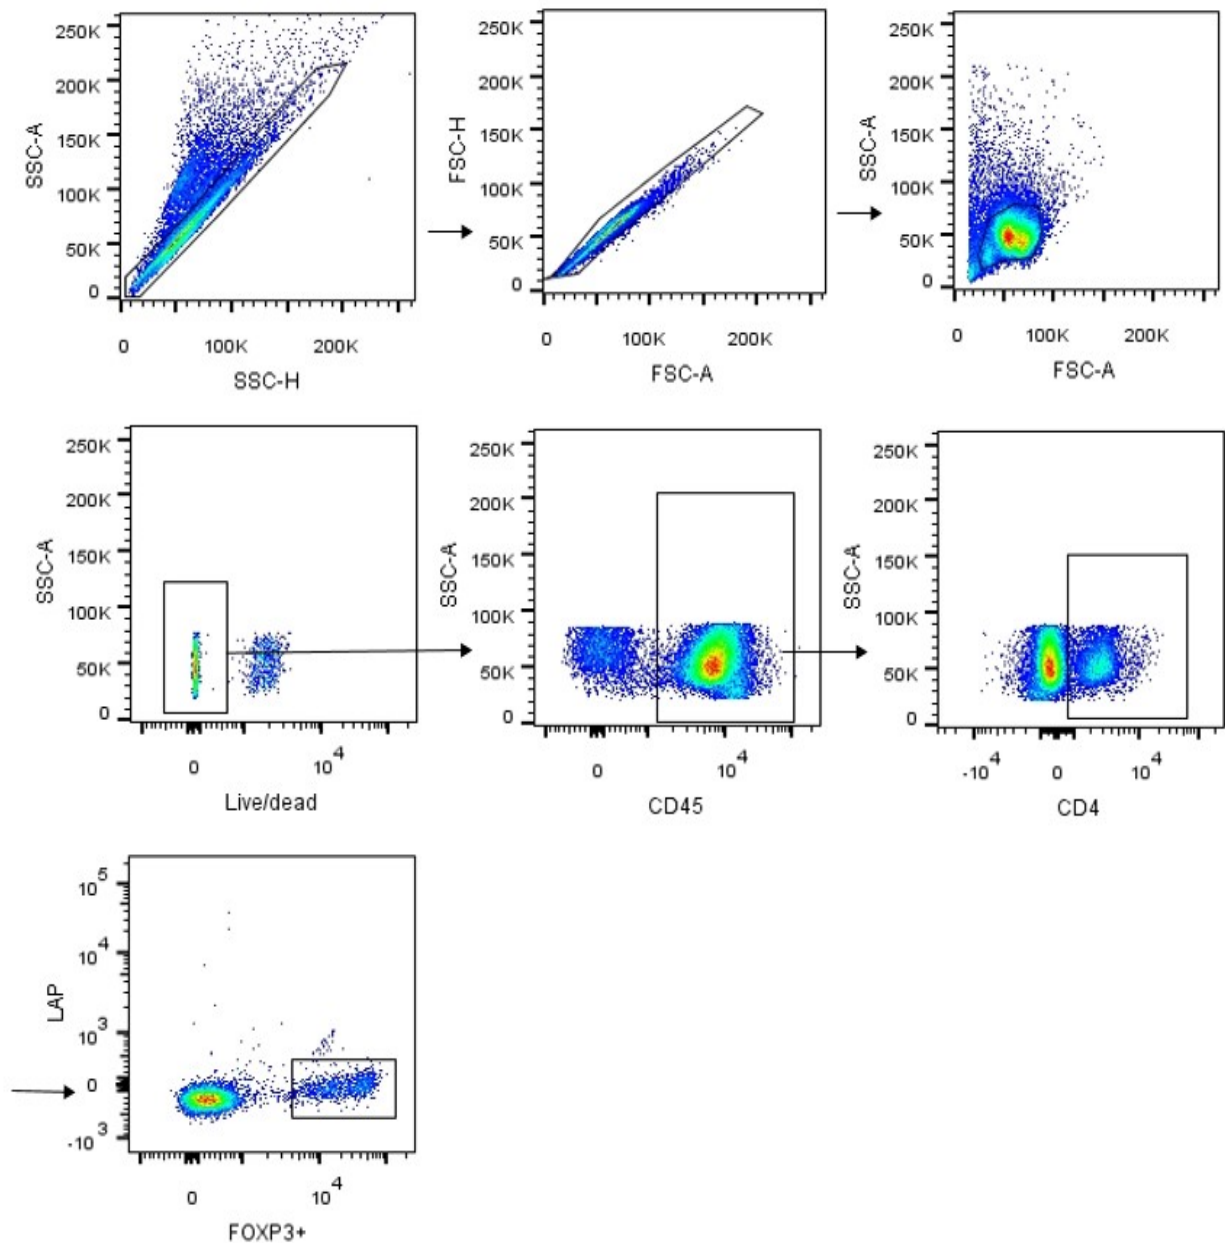 250K
200K
150K
100K
50K
0
SSC-A
0 100K 200K
SSC-H
250K
200K
150K
100K
50K
0
FSC-H
0 100K 200K
FSC-A
250K
200K
150K
100K
50K
0
SSC-A
0 100K 200K
FSC-A
250K
200K
150K
100K
50K
0
SSC-A
0 10^4
Live/dead
250K
200K
150K
100K
50K
0
SSC-A
0 10^4
CD45
250K
200K
150K
100K
50K
0
SSC-A
-10^4 0 10^4
CD4
10^5
10^4
10^3
0
-10^3
LAP
0 10^4
FOXP3+